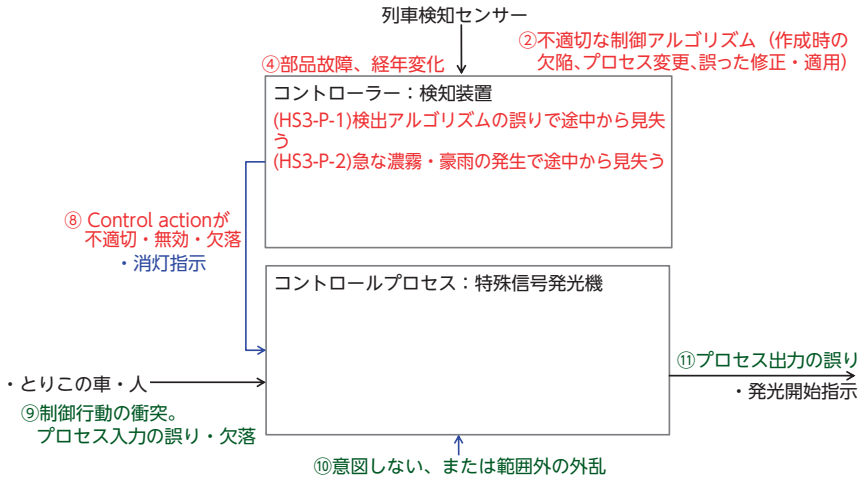 列車検知センサー
②不適切な制御アルゴリズム（作成時の
欠陥、プロセス変更、誤った修正・適用）
④部品故障、経年変化
コントローラー：検知装置
(HS3-P-1)検出アルゴリズムの誤りで途中から見失
う
(HS3-P-2)急な濃霧・豪雨の発生で途中から見失う
⑧ Control actionが
不適切・無効・欠落
・消灯指示
コントロールプロセス：特殊信号発光機
⑪プロセス出力の誤り
・とりこの車・人
・発光開始指示
⑨制御行動の衝突。
プロセス入力の誤り・欠落
⑩意図しない、または範囲外の外乱